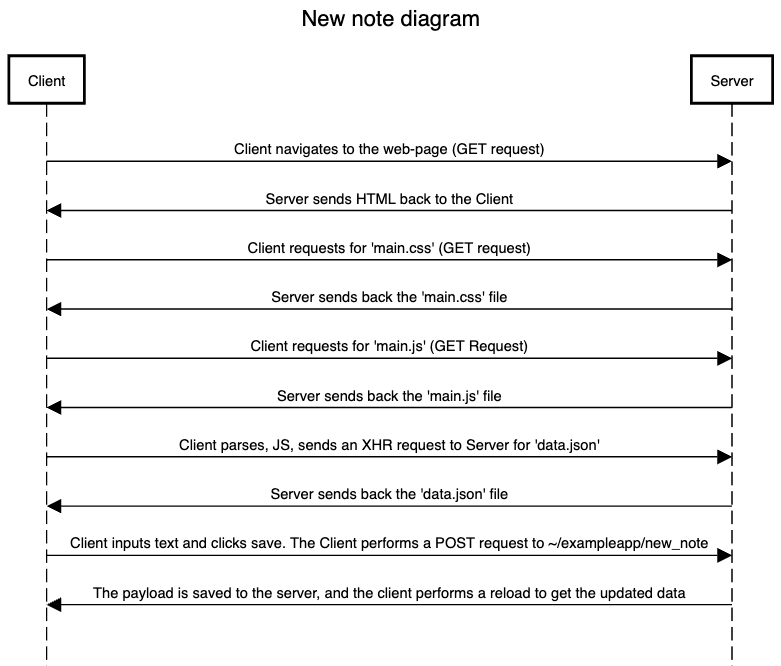 New note diagram
Client
Server
Client navigates to the web-page (GET request)
Server sends HTML back to the Client
Client requests for 'main.css' (GET request)
Server sends back the 'main.css' file
Client requests for 'main.js' (GET Request)
Server sends back the 'main.js' file
Client parses, JS, sends an XHR request to Server for 'data.json'
Server sends back the 'data.json' file
Client inputs text and clicks save. The Client performs a POST request to ~/exampleapp/new_note
The payload is saved to the server, and the client performs a reload to get the updated data